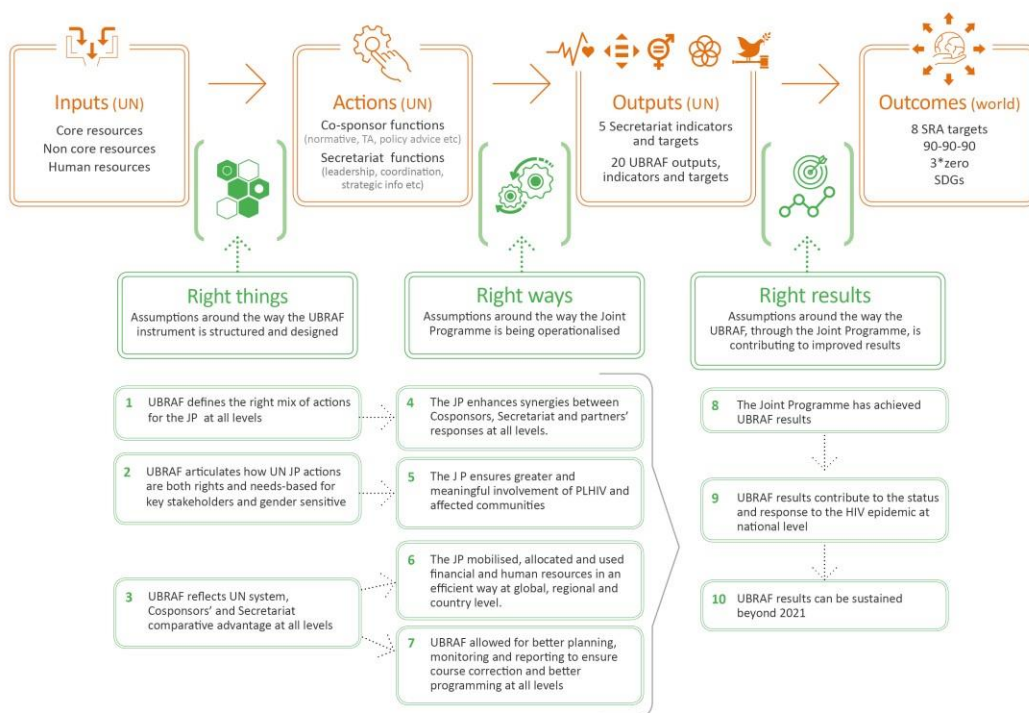 Inputs (UN)
Core resources
Non core resources
Human resources
Actions (UN)
Co-sponsor functions
(normative, TA, policy advice etc)
Secretariat functions
(leadership, coordination,
strategic info etc)
Outputs (UN)
5 Secretariat indicators
and targets
20 UBRAF outputs,
indicators and targets
Outcomes (world)
8 SRA targets
90-90-90
3*zero
SDGs
Right things
Assumptions around the way the UBRAF
instrument is structured and designed
Right ways
Assumptions around the way the Joint
Programme is being operationalised
Right results
Assumptions around the way the
UBRAF, through the Joint Programme, is
contributing to improved results
1 UBRAF defines the right mix of actions
for the JP at all levels
2 UBRAF articulates how UN JP actions
are both rights and needs-based for
key stakeholders and gender sensitive
3 UBRAF reflects UN system,
Cosponsors' and Secretariat
comparative advantage at all levels
4 The JP enhances synergies between
Cosponsors, Secretariat and partners'
responses at all levels.
5 The J P ensures greater and
meaningful involvement of PLHIV and
affected communities
6 The JP mobilised, allocated and used
financial and human resources in an
efficient way at global, regional and
country level.
7 UBRAF allowed for better planning,
monitoring and reporting to ensure
course correction and better
programming at all levels
8 The Joint Programme has achieved
UBRAF results
9 UBRAF results contribute to the status
and response to the HIV epidemic at
national level
10 UBRAF results can be sustained
beyond 2021